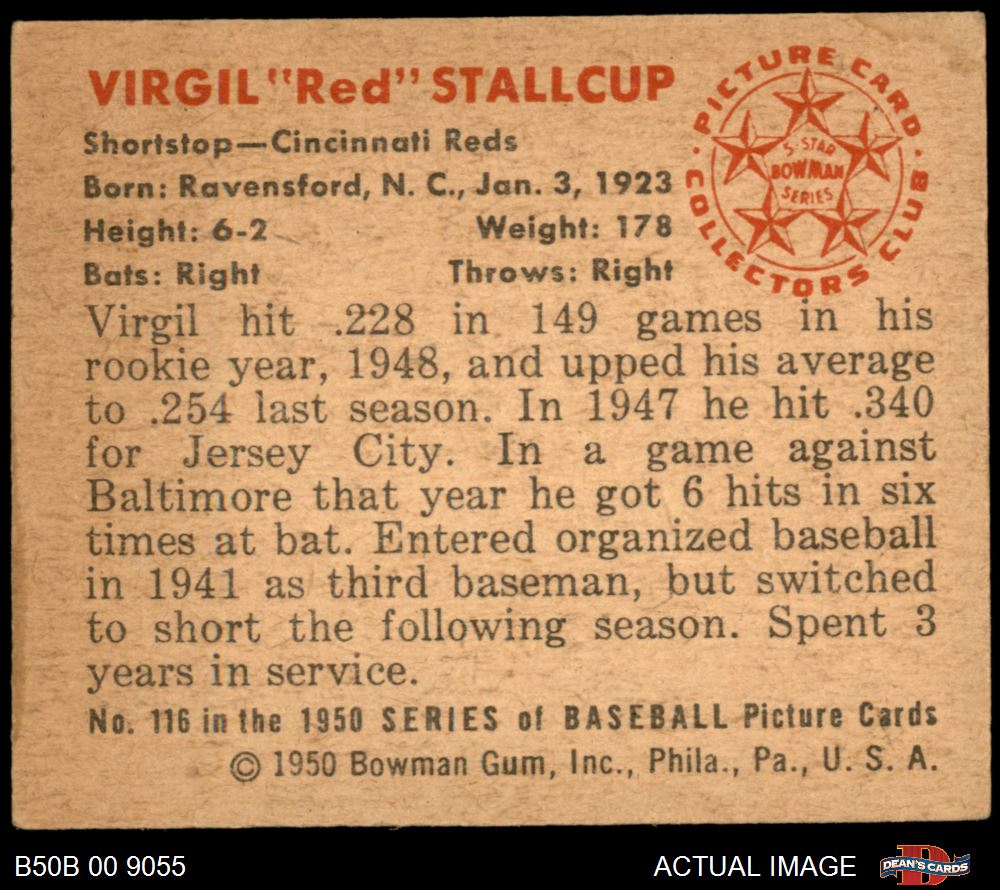 VIRGIL "Red" STALLCUP
Shortstop—Cincinnati Reds
Born: Ravensford, N. C., Jan. 3, 1923
Height: 6-2 Weight: 178
Bats: Right Throws: Right
PICTURE CARD
COLLECTORS CLUB
5-STAR
BOWMAN
SERIES
Virgil hit .228 in 149 games in his
rookie year, 1948, and upped his average
to .254 last season. In 1947 he hit .340
for Jersey City. In a game against
Baltimore that year he got 6 hits in six
times at bat. Entered organized baseball
in 1941 as third baseman, but switched
to short the following season. Spent 3
years in service.
No. 116 in the 1950 SERIES of BASEBALL Picture Cards
© 1950 Bowman Gum, Inc., Phila., Pa., U. S. A.
B50B 00 9055
ACTUAL IMAGE
D
DEAN'S CARDS